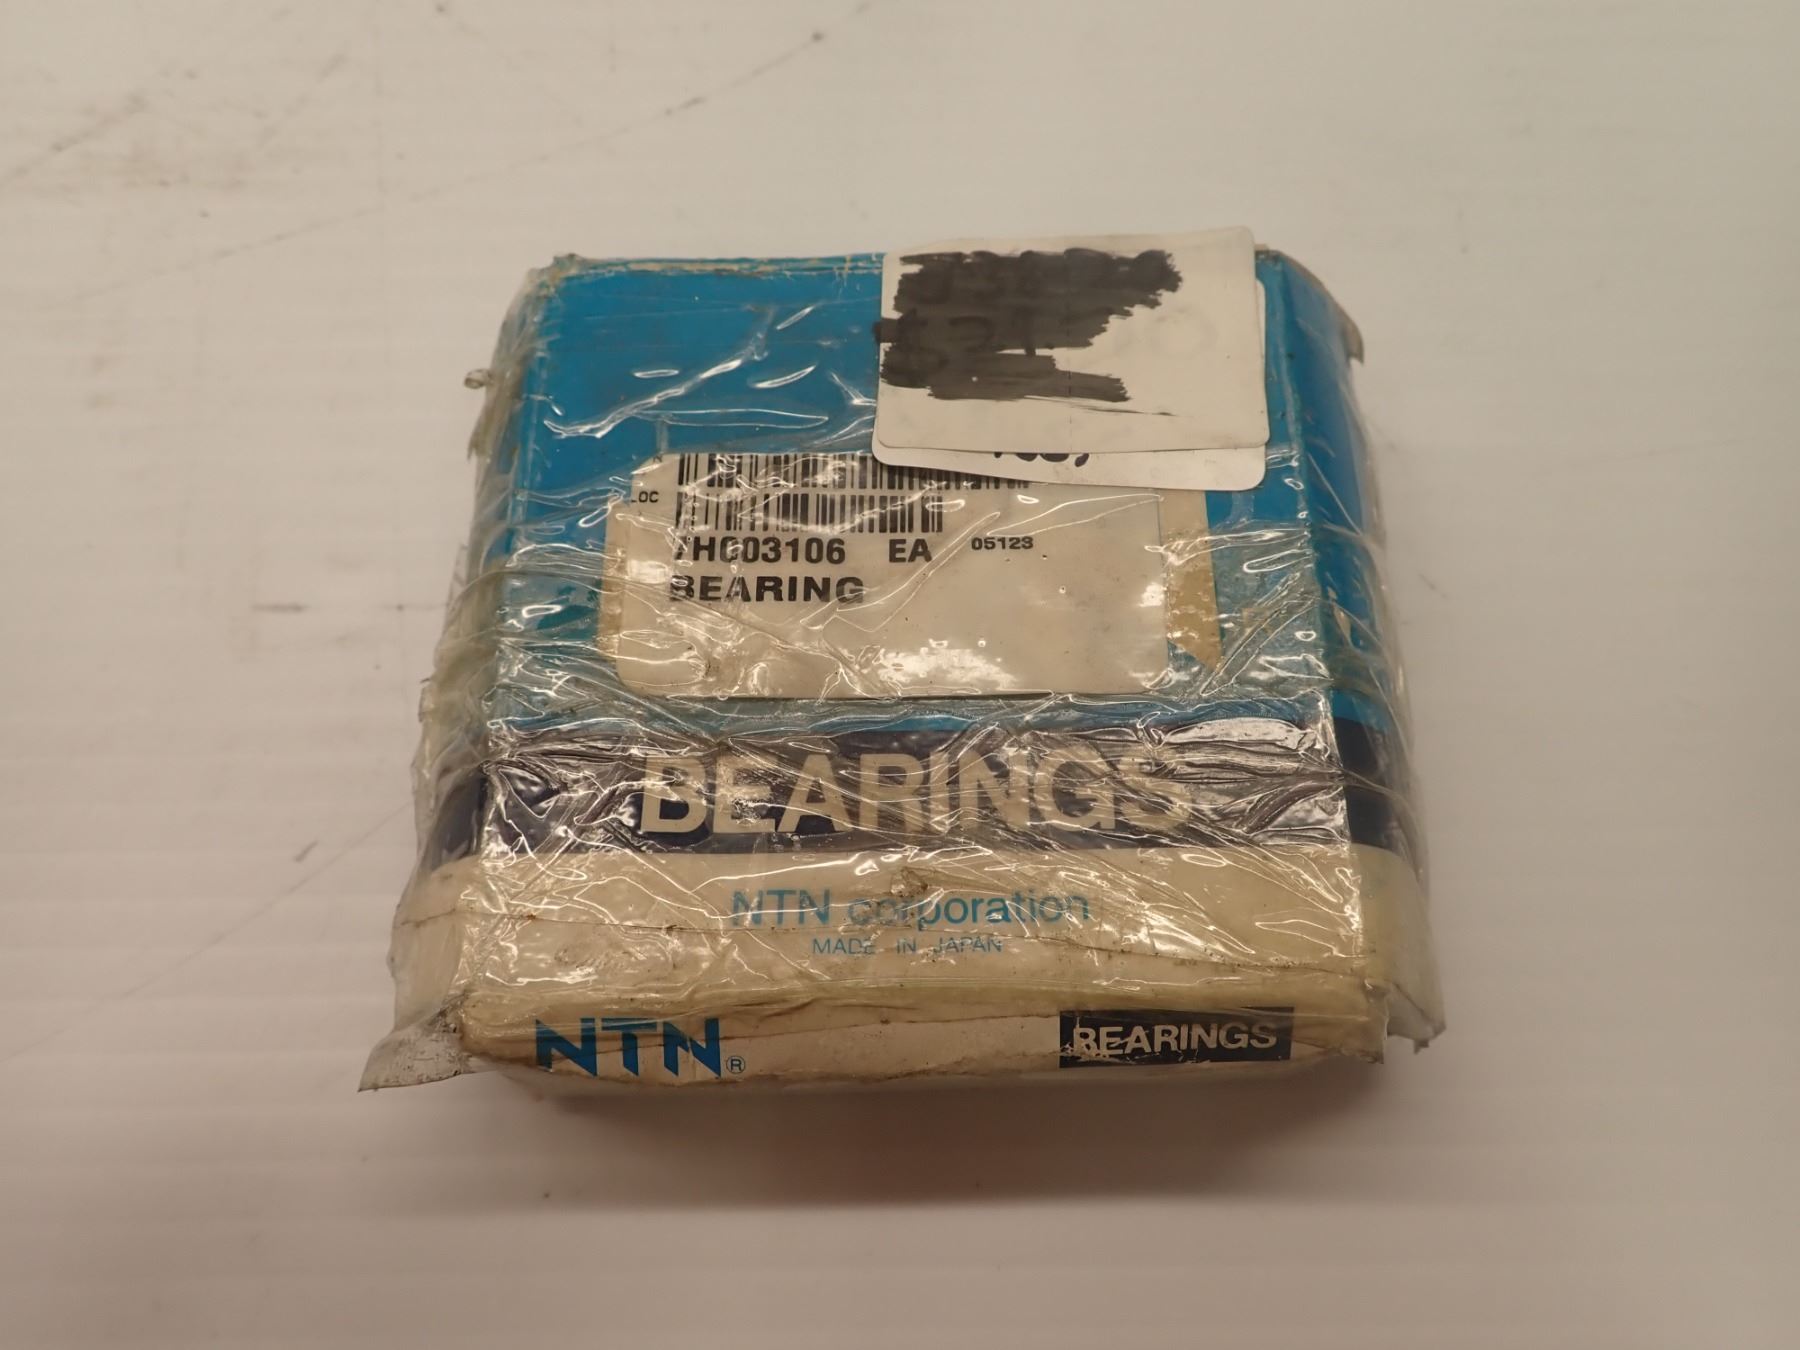 LOC
7H003106 EA 05123
BEARING
BEARINGS
NTN corporation
MADE IN JAPAN
NTN® BEARINGS